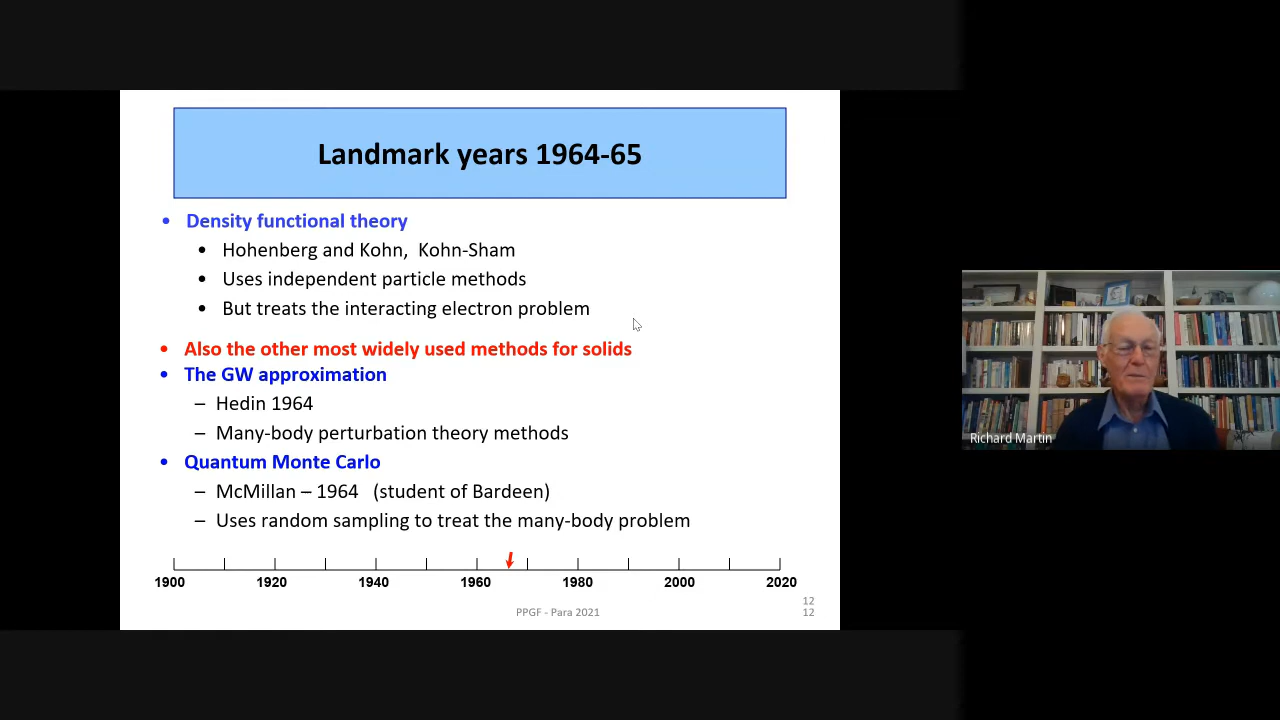 Landmark years 1964-65
• Density functional theory
• Hohenberg and Kohn, Kohn-Sham
• Uses independent particle methods
• But treats the interacting electron problem
• Also the other most widely used methods for solids
• The GW approximation
– Hedin 1964
– Many-body perturbation theory methods
• Quantum Monte Carlo
– McMillan – 1964 (student of Bardeen)
– Uses random sampling to treat the many-body problem
1900 1920 1940 1960 1980 2000 2020
12
PPGF - Para 2021 12
Richard Martin